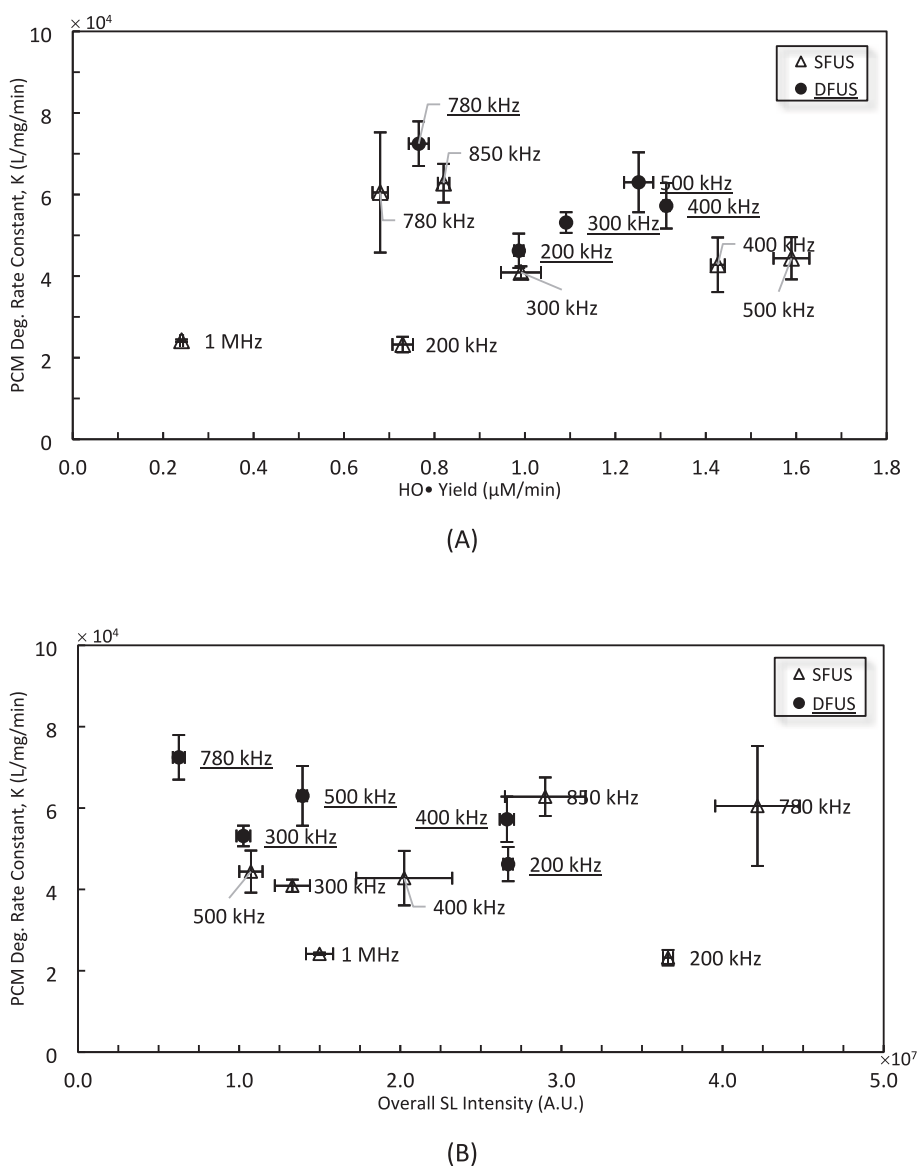 × 10⁴
10
8
6
4
2
0
PCM Deg. Rate Constant, K (L/mg/min)
SFUS
DFUS
780 kHz
850 kHz
780 kHz
500 kHz
400 kHz
300 kHz
200 kHz
400 kHz
300 kHz
500 kHz
1 MHz
200 kHz
0.0 0.2 0.4 0.6 0.8 1.0 1.2 1.4 1.6 1.8
HO• Yield (µM/min)
(A)
× 10⁴
10
8
6
4
2
0
PCM Deg. Rate Constant, K (L/mg/min)
SFUS
DFUS
780 kHz
500 kHz
850 kHz
780 kHz
400 kHz
300 kHz
200 kHz
300 kHz
500 kHz
400 kHz
1 MHz
200 kHz
0.0 1.0 2.0 3.0 4.0 5.0
×10⁷
Overall SL Intensity (A.U.)
(B)